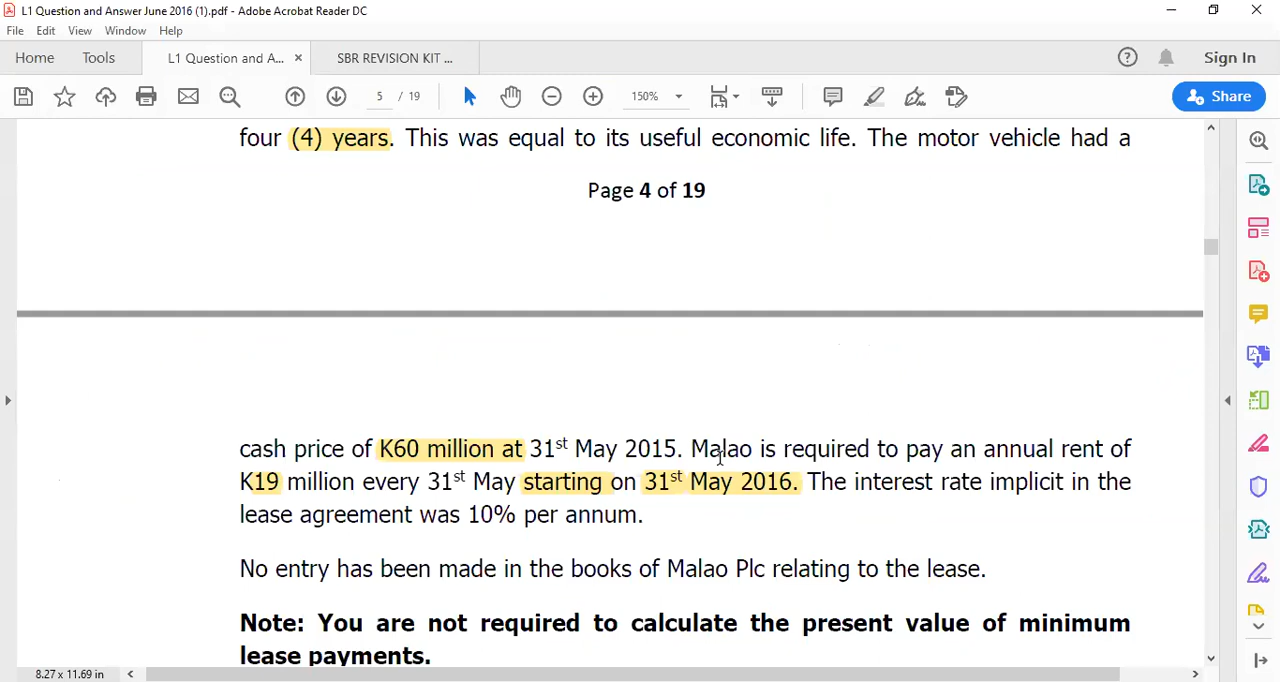 L1 Question and Answer June 2016 (1).pdf - Adobe Acrobat Reader DC
File Edit View Window Help
Home Tools L1 Question and A... × SBR REVISION KIT ... ? Sign In
5 / 19 150% Share
four (4) years. This was equal to its useful economic life. The motor vehicle had a
Page 4 of 19
cash price of K60 million at 31st May 2015. Malao is required to pay an annual rent of
K19 million every 31st May starting on 31st May 2016. The interest rate implicit in the
lease agreement was 10% per annum.
No entry has been made in the books of Malao Plc relating to the lease.
Note: You are not required to calculate the present value of minimum
lease payments.
8.27 x 11.69 in